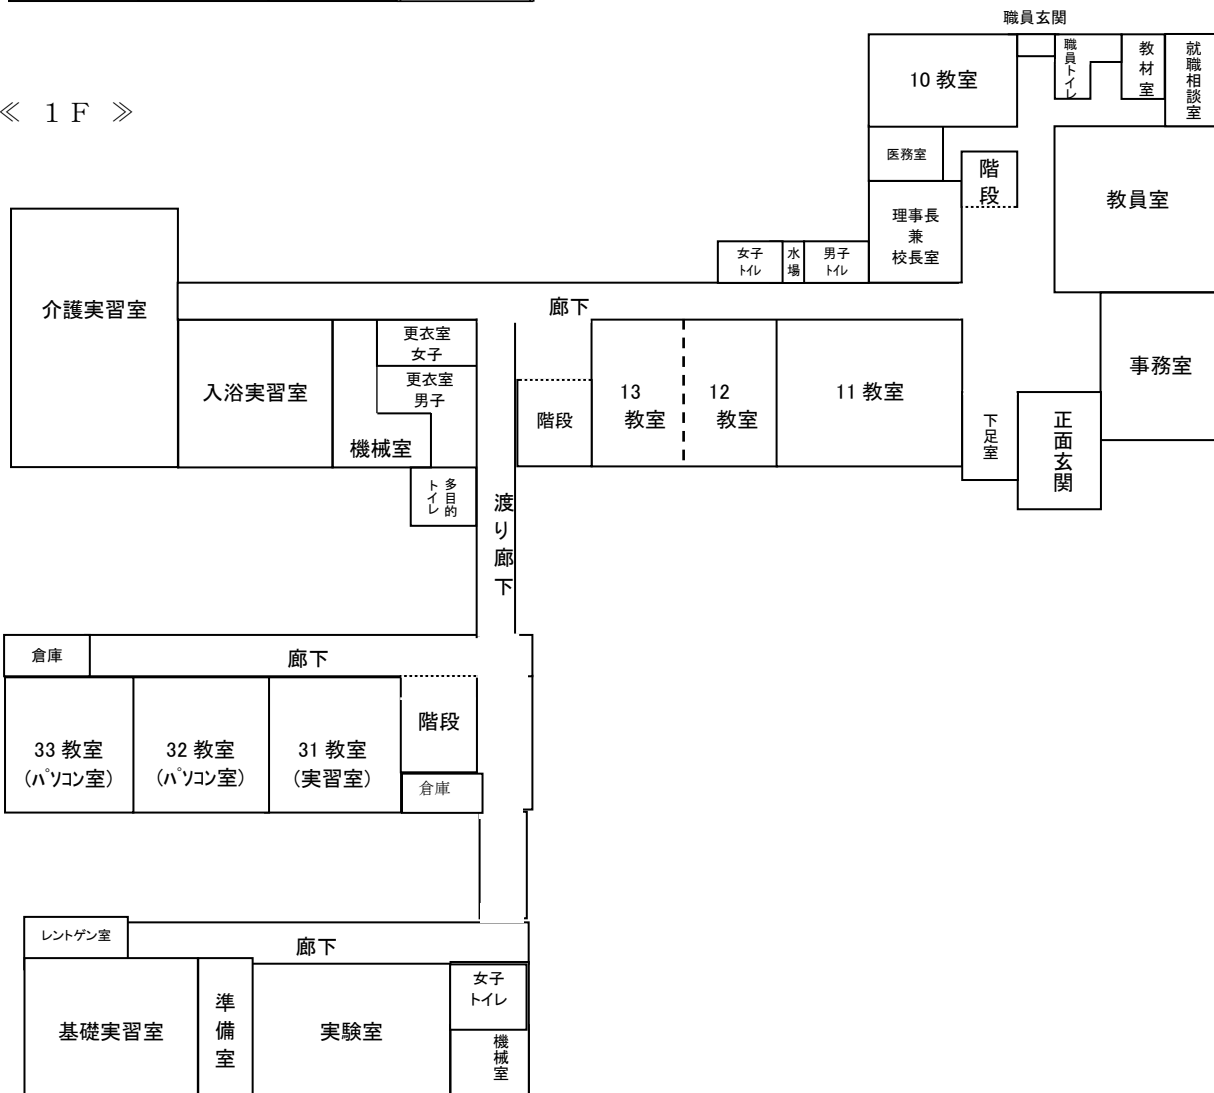 職員玄関
≪ 1F ≫
10 教室
職員トイレ
教材室
就職相談室
医務室
階段
教員室
理事長
兼
校長室
女子
トイレ
水場
男子
トイレ
介護実習室
廊下
入浴実習室
更衣室
女子
更衣室
男子
機械室
多目的
トイレ
階段
13
教室
12
教室
11 教室
下足室
正面玄関
事務室
渡り廊下
倉庫
廊下
33 教室
(パソコン室)
32 教室
(パソコン室)
31 教室
(実習室)
階段
倉庫
レントゲン室
廊下
基礎実習室
準備室
実験室
女子
トイレ
機械室